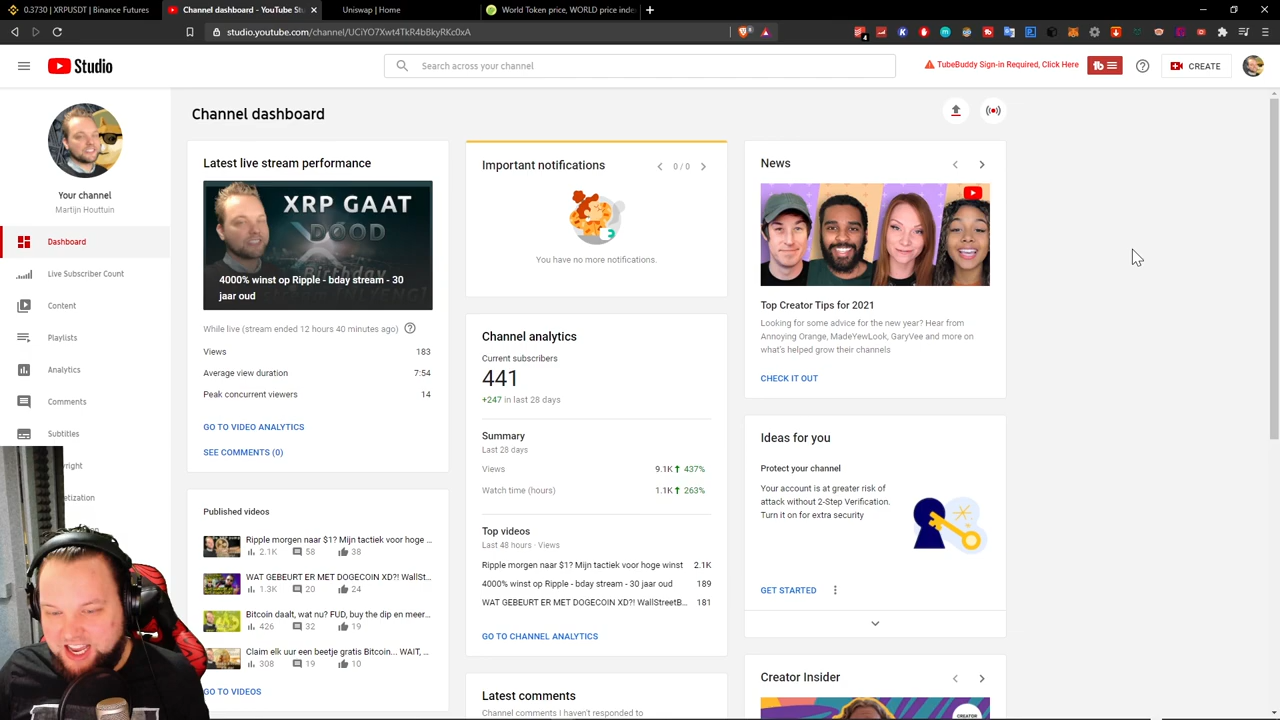 0.3730 | XRPUSDT | Binance Futures
Channel dashboard - YouTube St
Uniswap | Home
World Token price, WORLD price inde
studio.youtube.com/channel/UCiYO7Xwt4TkR4bBkyRKc0xA
4
Studio
Search across your channel
TubeBuddy Sign-in Required, Click Here
tb
CREATE
Your channel
Martijn Houttuin
Dashboard
Live Subscriber Count
Content
Playlists
Analytics
Comments
Subtitles
yright
etization
Channel dashboard
Latest live stream performance
XRP GAAT
DOOD
Birthday
4000% winst op Ripple - bday stream - 30
jaar oud
While live (stream ended 12 hours 40 minutes ago)
Views 183
Average view duration 7:54
Peak concurrent viewers 14
GO TO VIDEO ANALYTICS
SEE COMMENTS (0)
Published videos
Ripple morgen naar $1? Mijn tactiek voor hoge ...
2.1K 58 38
WAT GEBEURT ER MET DOGECOIN XD?! WallSt...
1.3K 20 24
Bitcoin daalt, wat nu? FUD, buy the dip en meer...
426 32 19
Claim elk uur een beetje gratis Bitcoin... WAIT, ...
308 19 10
GO TO VIDEOS
Important notifications
0 / 0
You have no more notifications.
Channel analytics
Current subscribers
441
+247 in last 28 days
Summary
Last 28 days
Views 9.1K 437%
Watch time (hours) 1.1K 263%
Top videos
Last 48 hours · Views
Ripple morgen naar $1? Mijn tactiek voor hoge winst 2.1K
4000% winst op Ripple - bday stream - 30 jaar oud 189
WAT GEBEURT ER MET DOGECOIN XD?! WallStreetB... 181
GO TO CHANNEL ANALYTICS
Latest comments
Channel comments I haven't responded to
News
Top Creator Tips for 2021
Looking for some advice for the new year? Hear from
Annoying Orange, MadeYewLook, GaryVee and more on
what's helped grow their channels
CHECK IT OUT
Ideas for you
Protect your channel
Your account is at greater risk of
attack without 2-Step Verification.
Turn it on for extra security
GET STARTED
Creator Insider
CREATOR